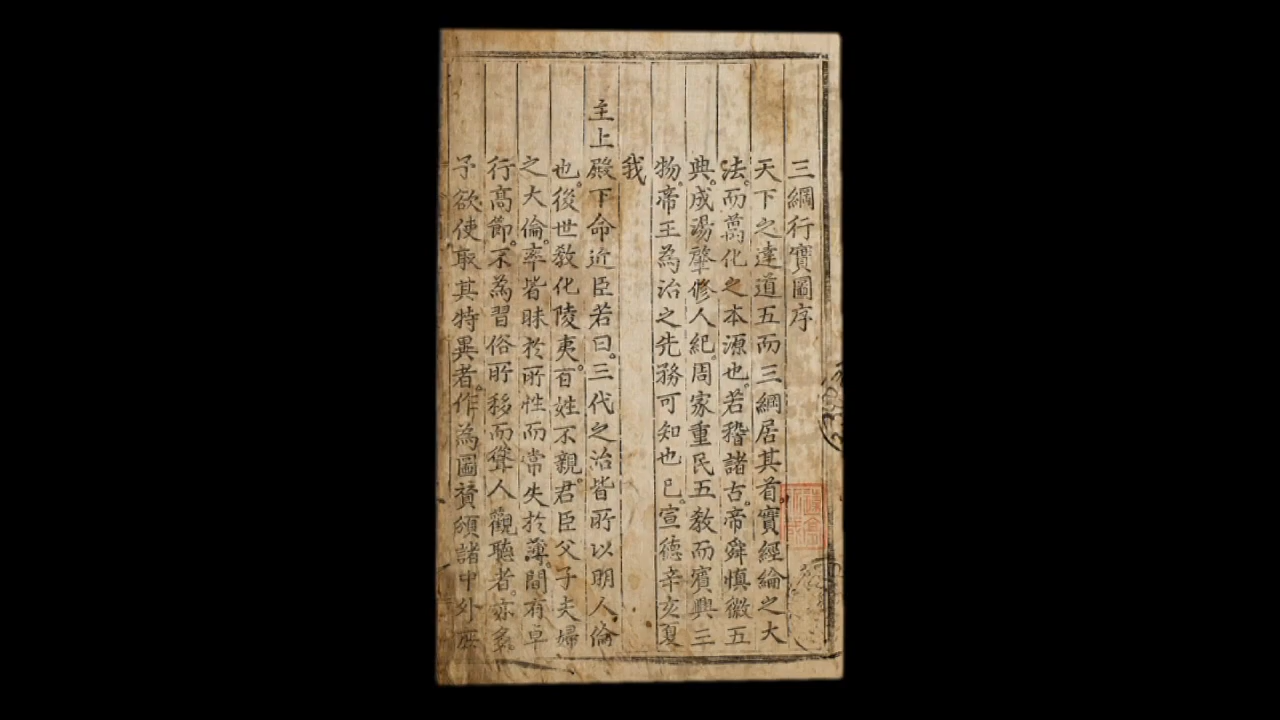 三綱行實圖序
天下之達道五而三綱居其首。實經綸之大
法。而萬化之本源也。若稽諸古。帝舜慎徽五
典。成湯肇修人紀。周家重民五敎而賓興三
物。帝王為治之先務可知也已。宣德辛亥夏
我
主上殿下命近臣若曰。三代之治皆所以明人倫
也。後世敎化陵夷。百姓不親。君臣父子夫婦
之大倫。率皆昧於所性而常失於薄。間有卓
行高節。不為習俗所移而聳人觀聽者。亦多。
予欲使取其特異者。作為圖贊頒諸中外庶